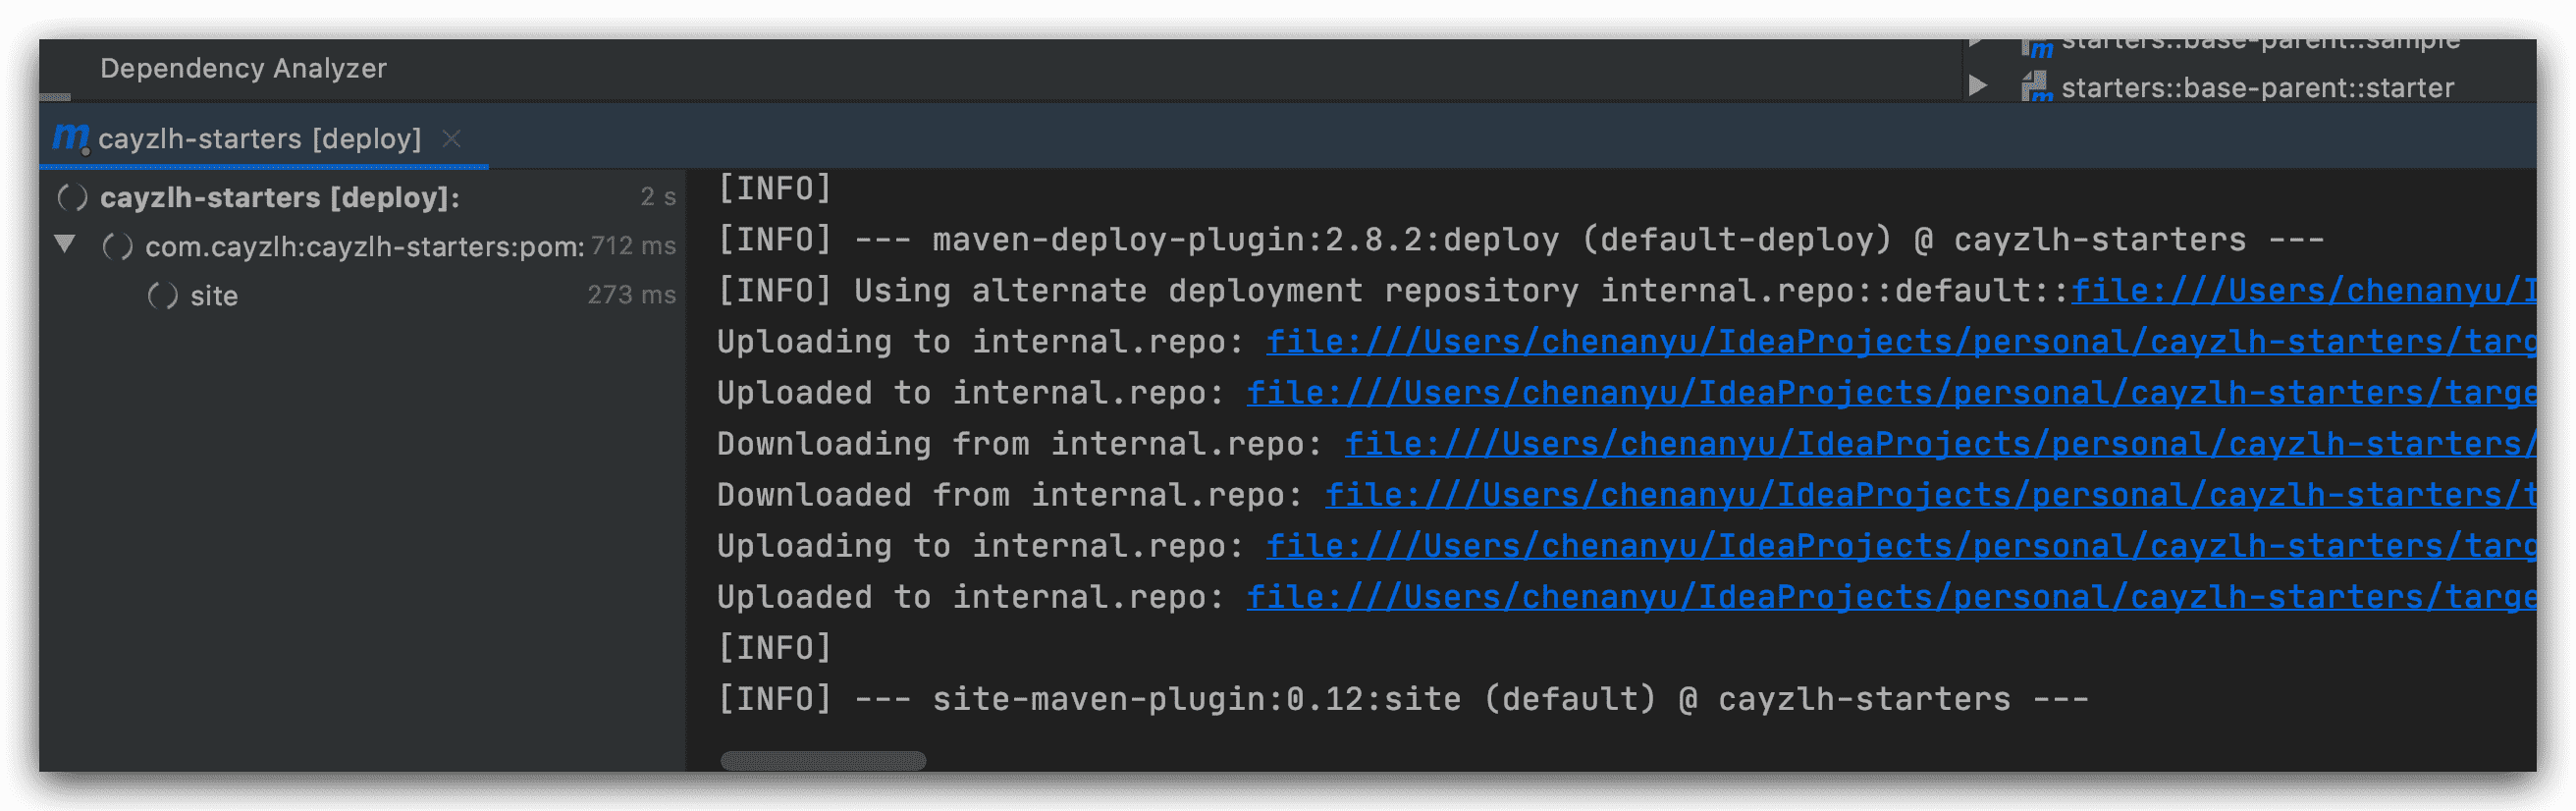 Dependency Analyzer
starters::base-parent::sample
starters::base-parent::starter
cayzlh-starters [deploy]
cayzlh-starters [deploy]: 2 s
com.cayzlh:cayzlh-starters:pom: 712 ms
site 273 ms
[INFO]
[INFO] --- maven-deploy-plugin:2.8.2:deploy (default-deploy) @ cayzlh-starters ---
[INFO] Using alternate deployment repository internal.repo::default::file:///Users/chenanyu/I
Uploading to internal.repo: file:///Users/chenanyu/IdeaProjects/personal/cayzlh-starters/targ
Uploaded to internal.repo: file:///Users/chenanyu/IdeaProjects/personal/cayzlh-starters/targe
Downloading from internal.repo: file:///Users/chenanyu/IdeaProjects/personal/cayzlh-starters/
Downloaded from internal.repo: file:///Users/chenanyu/IdeaProjects/personal/cayzlh-starters/t
Uploading to internal.repo: file:///Users/chenanyu/IdeaProjects/personal/cayzlh-starters/targ
Uploaded to internal.repo: file:///Users/chenanyu/IdeaProjects/personal/cayzlh-starters/targe
[INFO]
[INFO] --- site-maven-plugin:0.12:site (default) @ cayzlh-starters ---